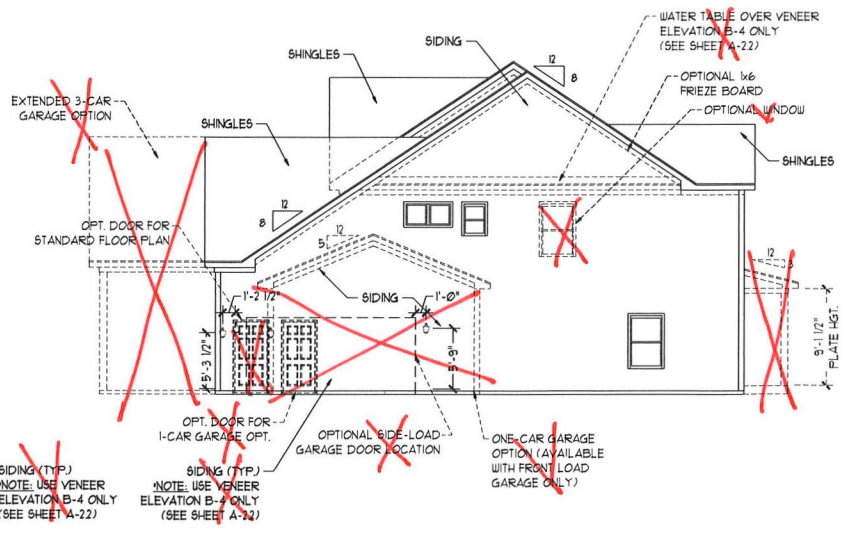 WATER TABLE OVER VENEER
ELEVATION B-4 ONLY
(SEE SHEET A-22)
SIDING
SHINGLES
12
8
OPTIONAL 1x6
FRIEZE BOARD
EXTENDED 3-CAR
GARAGE OPTION
OPTIONAL WINDOW
SHINGLES
SHINGLES
12
8
OPT. DOOR FOR
STANDARD FLOOR PLAN
12
5
12
3
1'-2 1/2"
SIDING
1'-0"
5'-3 1/2"
5'-9"
9'-1 1/2"
PLATE HGT.
OPT. DOOR FOR
1-CAR GARAGE OPT.
OPTIONAL SIDE-LOAD
GARAGE DOOR LOCATION
ONE-CAR GARAGE
OPTION (AVAILABLE
WITH FRONT LOAD
GARAGE ONLY)
SIDING (TYP.)
*NOTE: USE VENEER
ELEVATION B-4 ONLY
(SEE SHEET A-22)
SIDING (TYP.)
*NOTE: USE VENEER
ELEVATION B-4 ONLY
(SEE SHEET A-22)